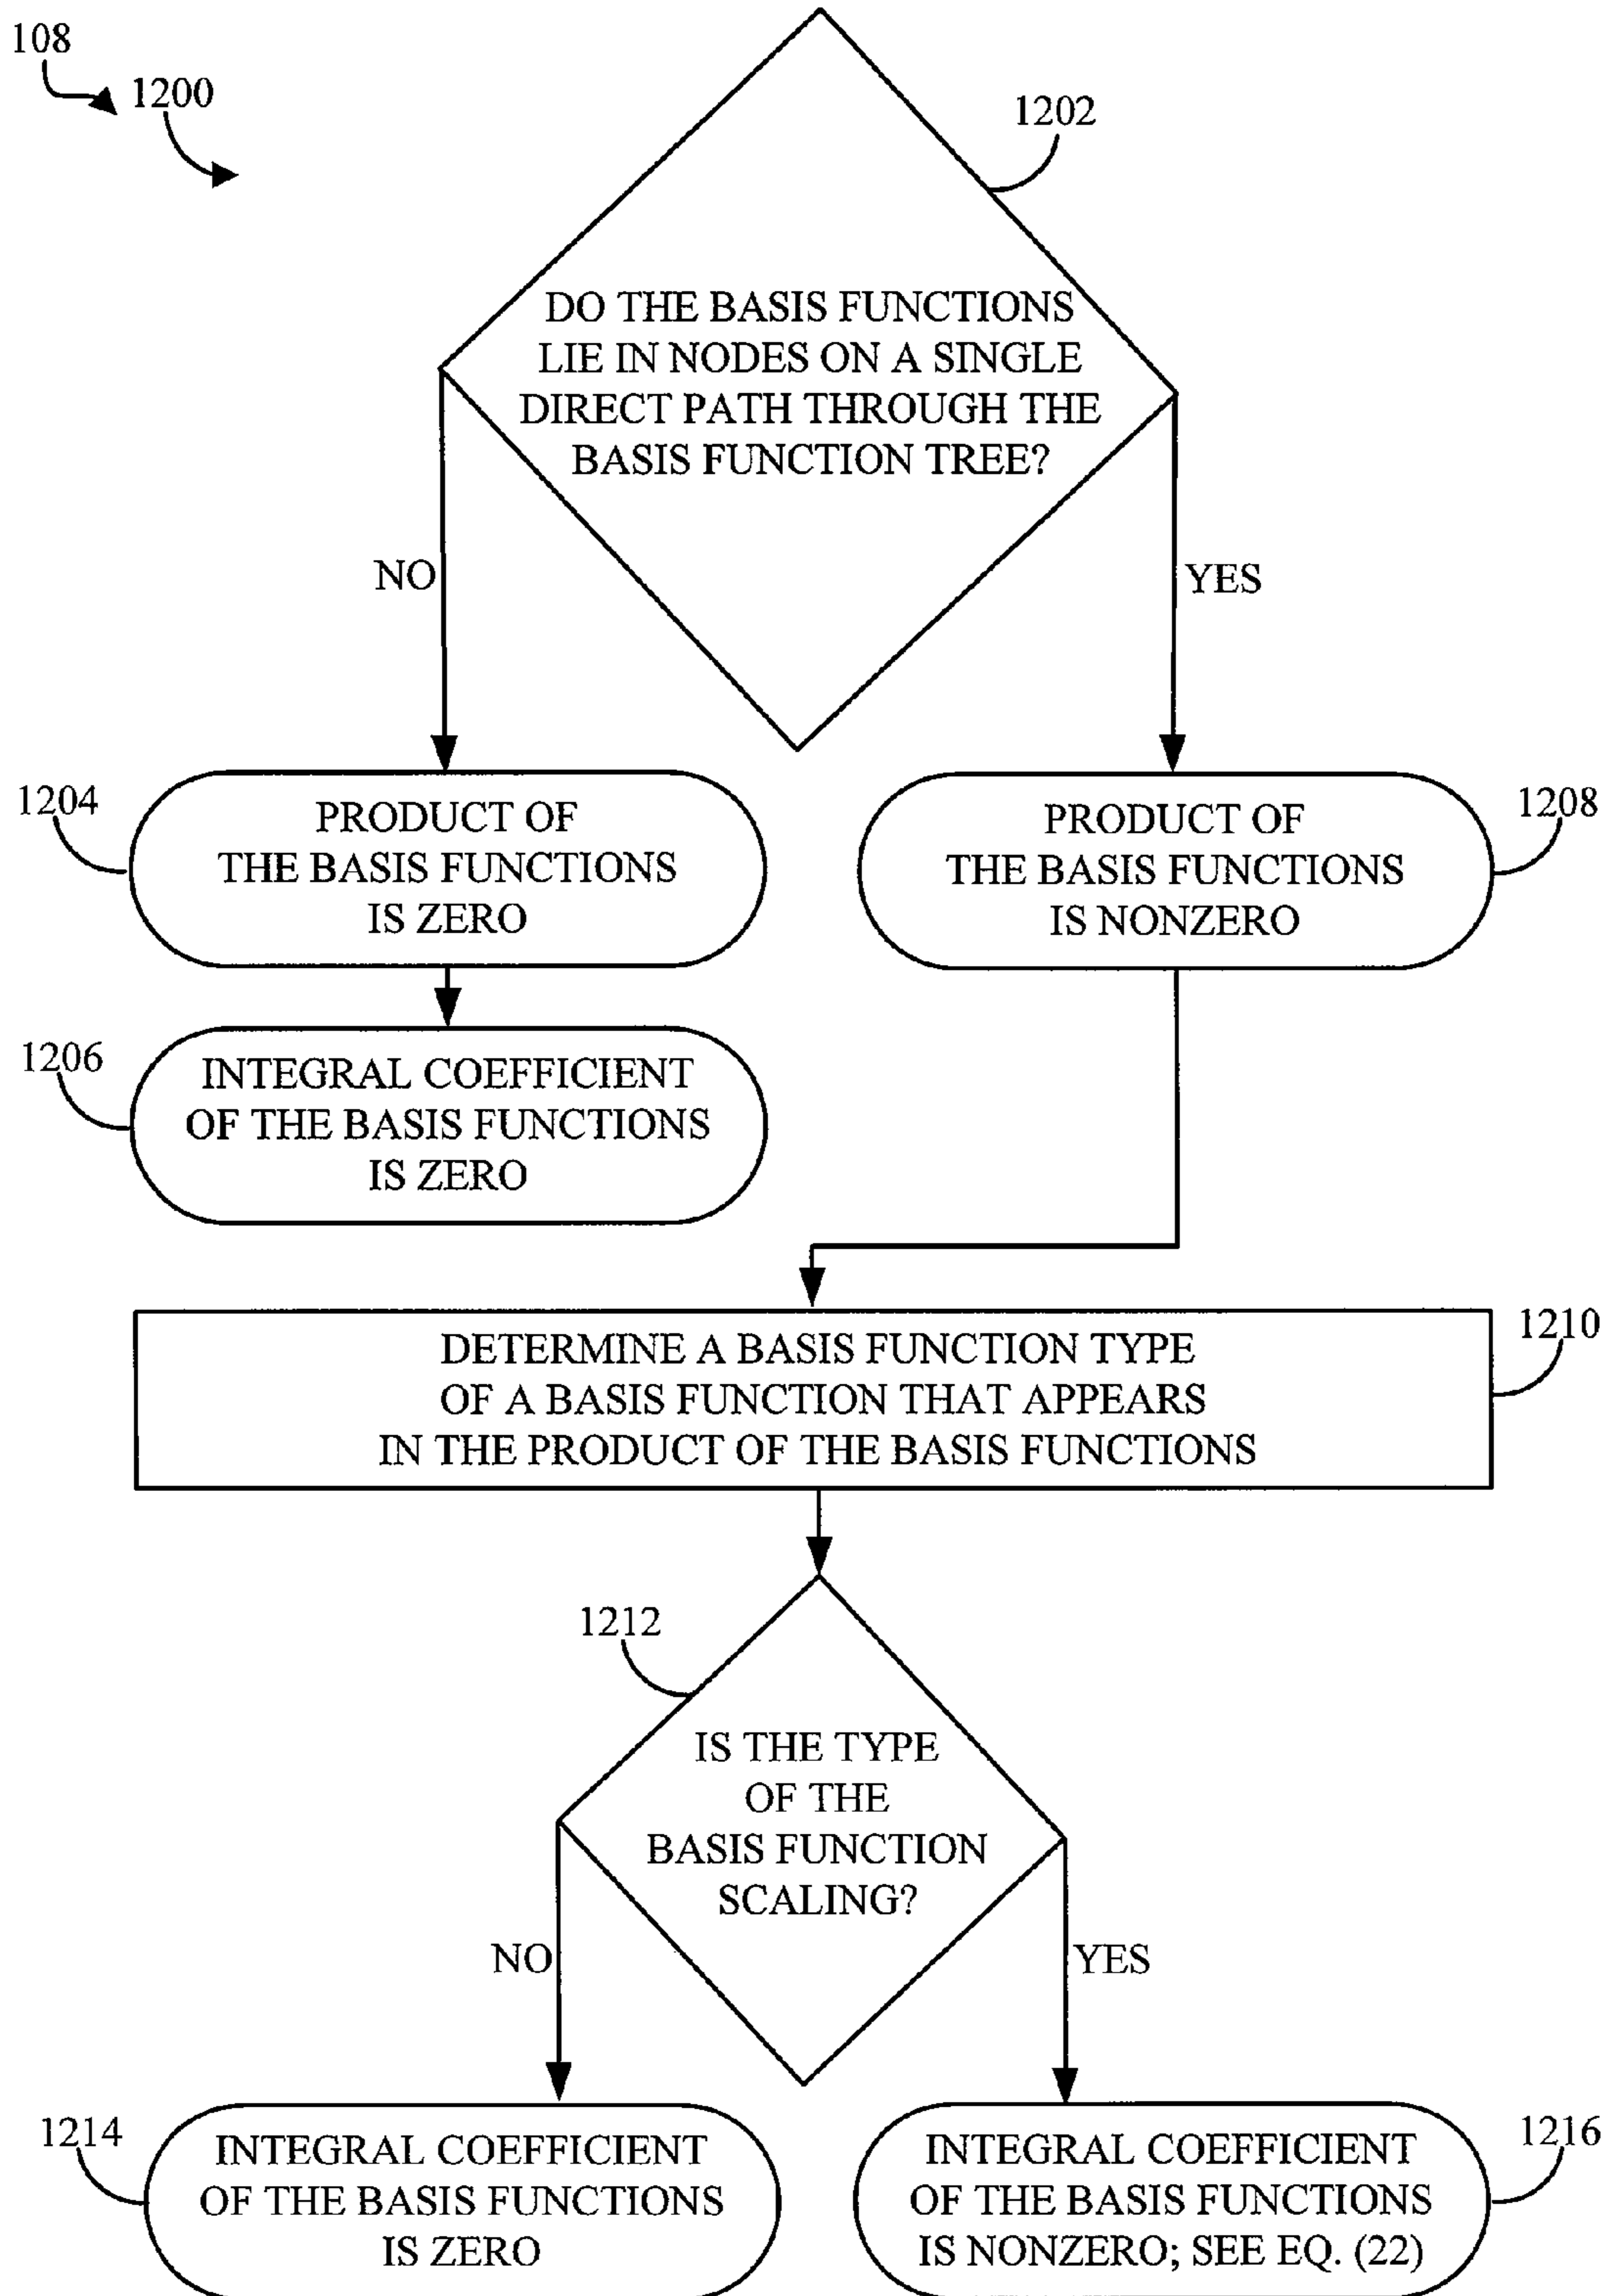 108
1200
1202
DO THE BASIS FUNCTIONS
LIE IN NODES ON A SINGLE
DIRECT PATH THROUGH THE
BASIS FUNCTION TREE?
NO
YES
1204
PRODUCT OF
THE BASIS FUNCTIONS
IS ZERO
1208
PRODUCT OF
THE BASIS FUNCTIONS
IS NONZERO
1206
INTEGRAL COEFFICIENT
OF THE BASIS FUNCTIONS
IS ZERO
1210
DETERMINE A BASIS FUNCTION TYPE
OF A BASIS FUNCTION THAT APPEARS
IN THE PRODUCT OF THE BASIS FUNCTIONS
1212
IS THE TYPE
OF THE
BASIS FUNCTION
SCALING?
NO
YES
1214
INTEGRAL COEFFICIENT
OF THE BASIS FUNCTIONS
IS ZERO
1216
INTEGRAL COEFFICIENT
OF THE BASIS FUNCTIONS
IS NONZERO; SEE EQ. (22)